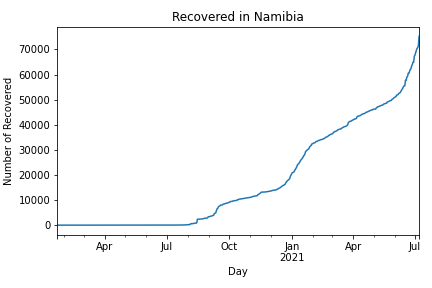 Recovered in Namibia
Number of Recovered
70000
60000
50000
40000
30000
20000
10000
0
Apr Jul Oct Jan Apr Jul
2021
Day